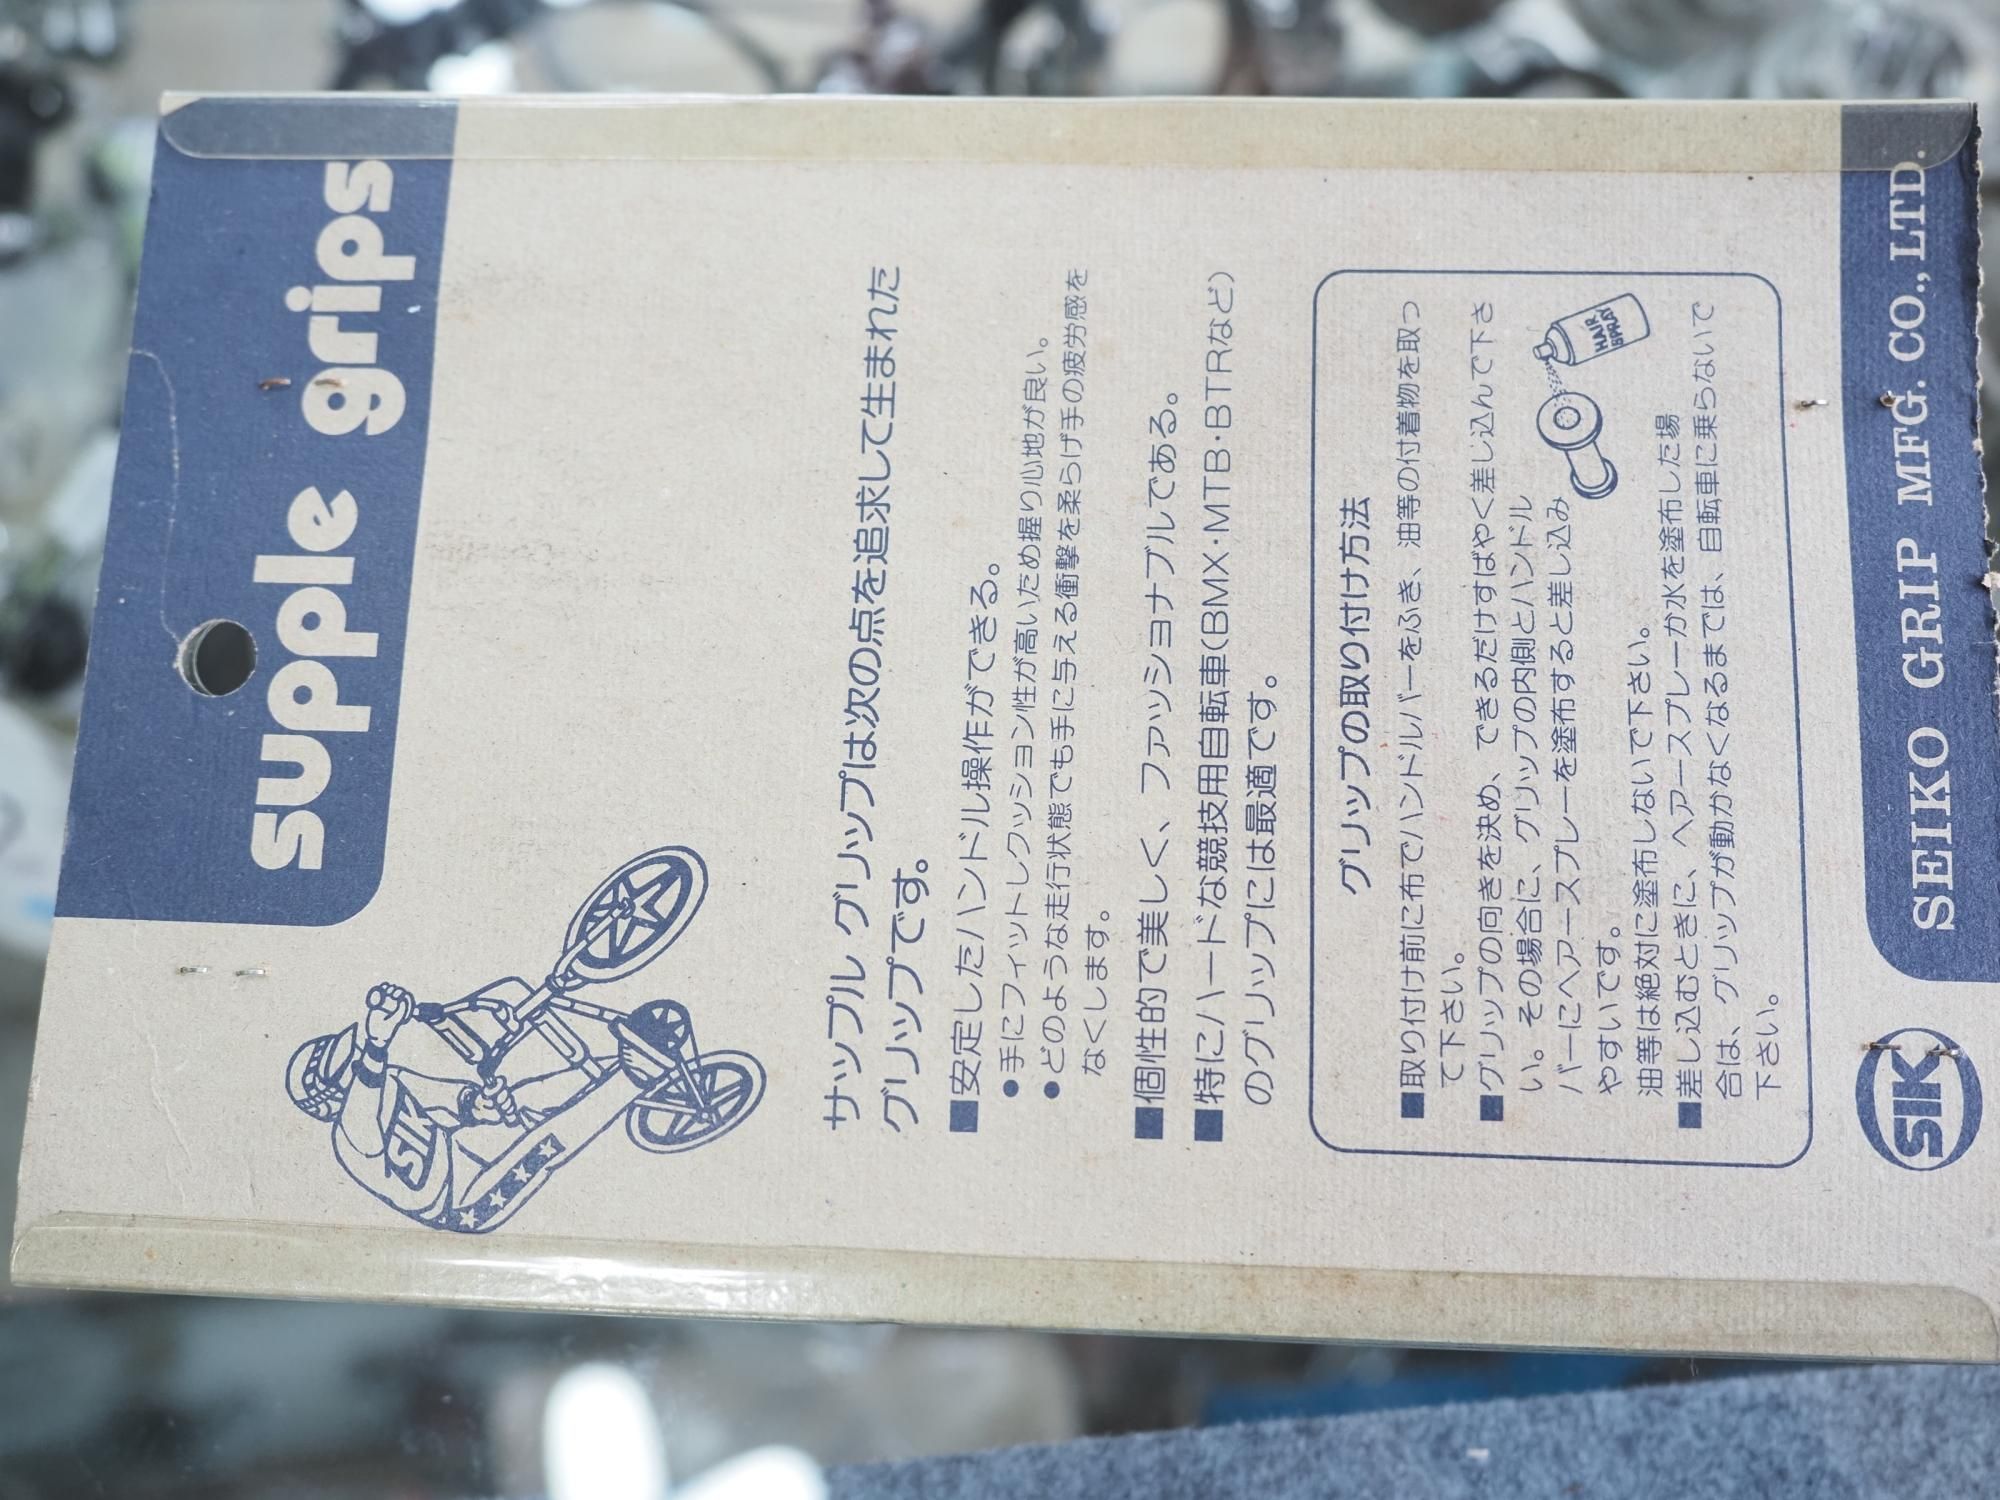 supple grips
SIK
サップル グリップは次の点を追求して生まれた
グリップです。
■安定したハンドル操作ができる。
●手にフィットしクッション性が高いため握り心地が良い。
●どのような走行状態でも手に与える衝撃を柔らげ手の疲労感を
なくします。
■個性的で美しく、ファッショナブルである。
■特にハードな競技用自転車(BMX・MTB・BTRなど)
のグリップには最適です。
グリップの取り付け方法
■取り付け前に布でハンドルバーをふき、油等の付着物を取っ
て下さい。
■グリップの向きを決め、できるだけすばやく差し込んで下さ
い。その場合に、グリップの内側とハンドル
バーにヘアースプレーを塗布すると差し込み
やすいです。
油等は絶対に塗布しないで下さい。
HAIR
SPRAY
■差し込むときに、ヘアースプレーか水を塗布した場
合は、グリップが動かなくなるまでは、自転車に乗らないで
下さい。
SIK
SEIKO GRIP MFG. CO., LTD.